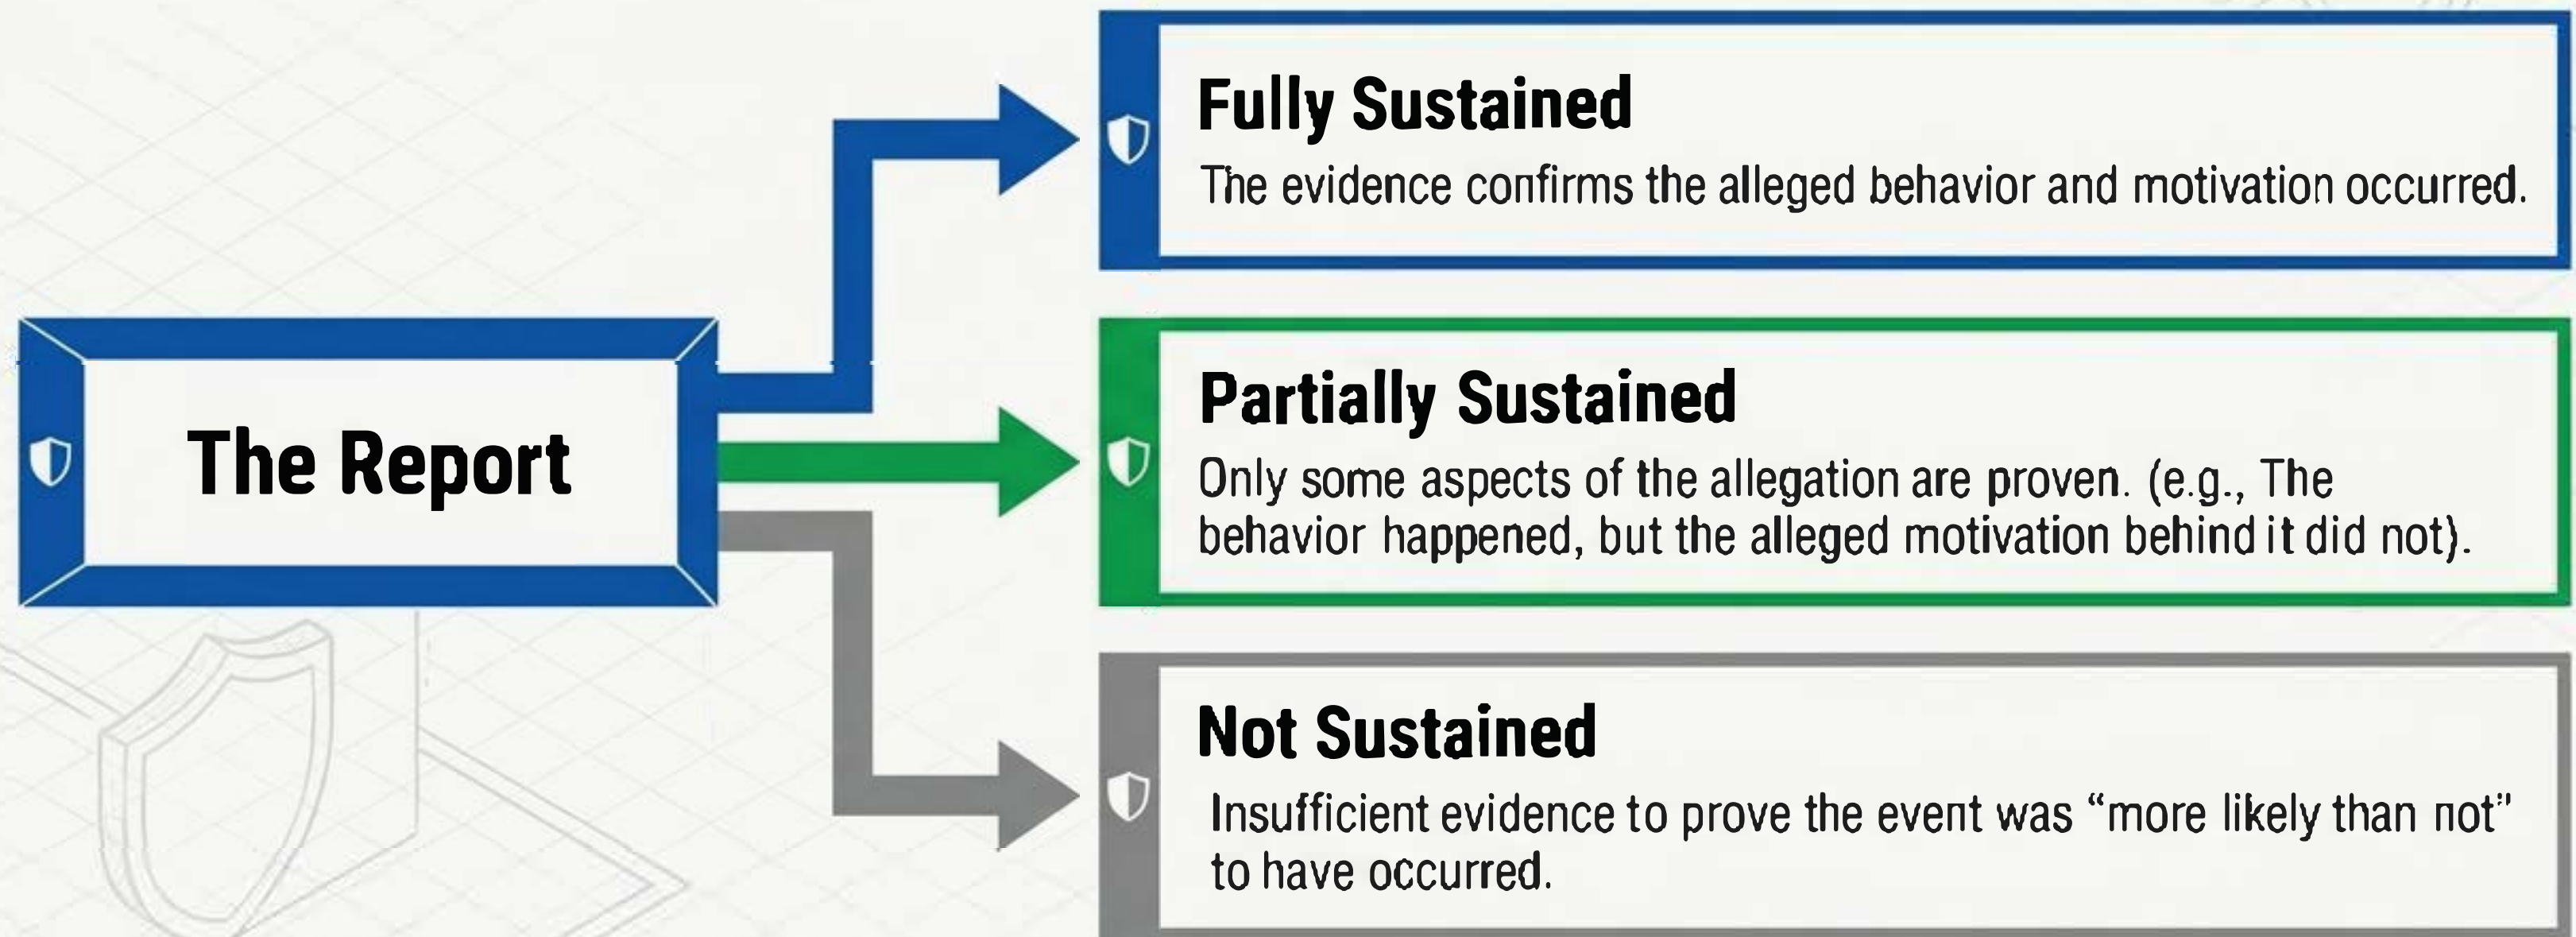 Fully Sustained
The evidence confirms the alleged behavior and motivation occurred.
The Report
Partially Sustained
Only some aspects of the allegation are proven. (e.g., The
behavior happened, but the alleged motivation behind it did not).
Not Sustained
Insufficient evidence to prove the event was “more likely than not”
to have occurred.